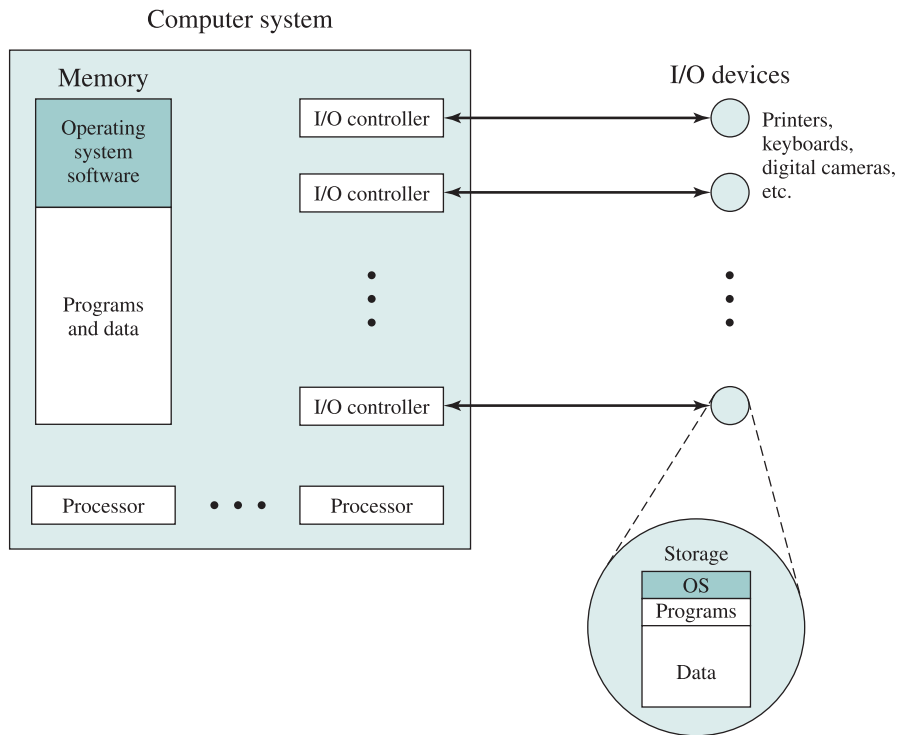 Computer system
Memory
Operating
system
software
Programs
and data
I/O controller
I/O controller
I/O controller
Processor
Processor
I/O devices
Printers,
keyboards,
digital cameras,
etc.
Storage
OS
Programs
Data